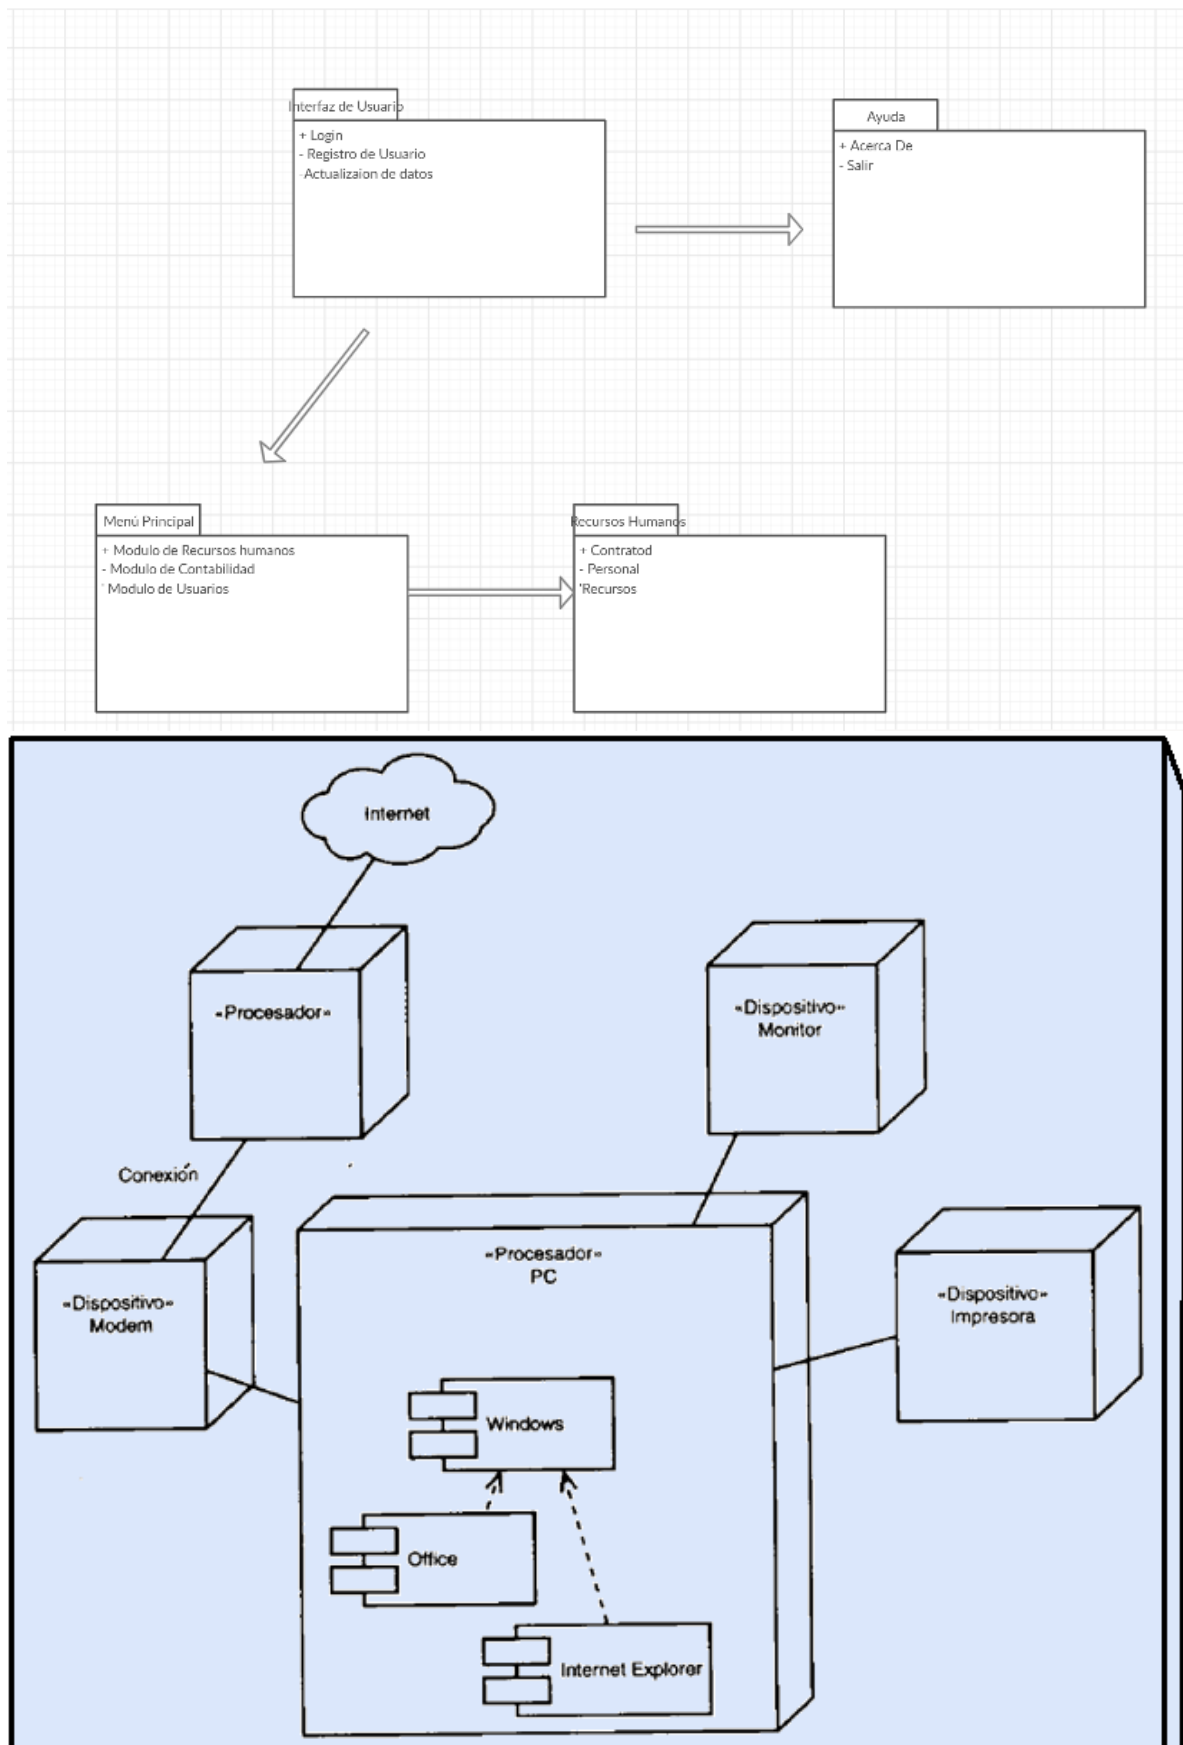 Interfaz de Usuario
+ Login
- Registro de Usuario
-Actualizaion de datos
Ayuda
+ Acerca De
- Salir
Menú Principal
+ Modulo de Recursos humanos
- Modulo de Contabilidad
' Modulo de Usuarios
Recursos Humanos
+ Contratod
- Personal
'Recursos
Internet
«Procesador»
«Dispositivo»
Monitor
Conexión
«Procesador»
PC
«Dispositivo»
Modem
«Dispositivo»
Impresora
Windows
Office
Internet Explorer